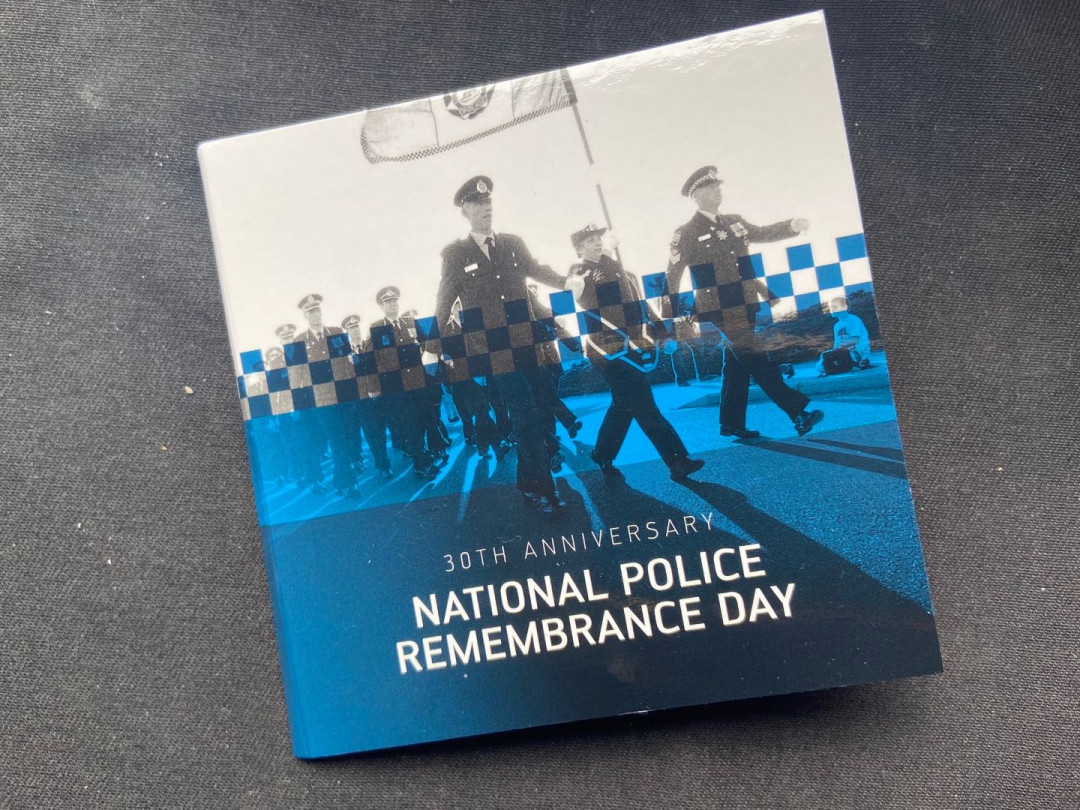 30TH ANNIVERSARY
NATIONAL POLICE
REMEMBRANCE DAY